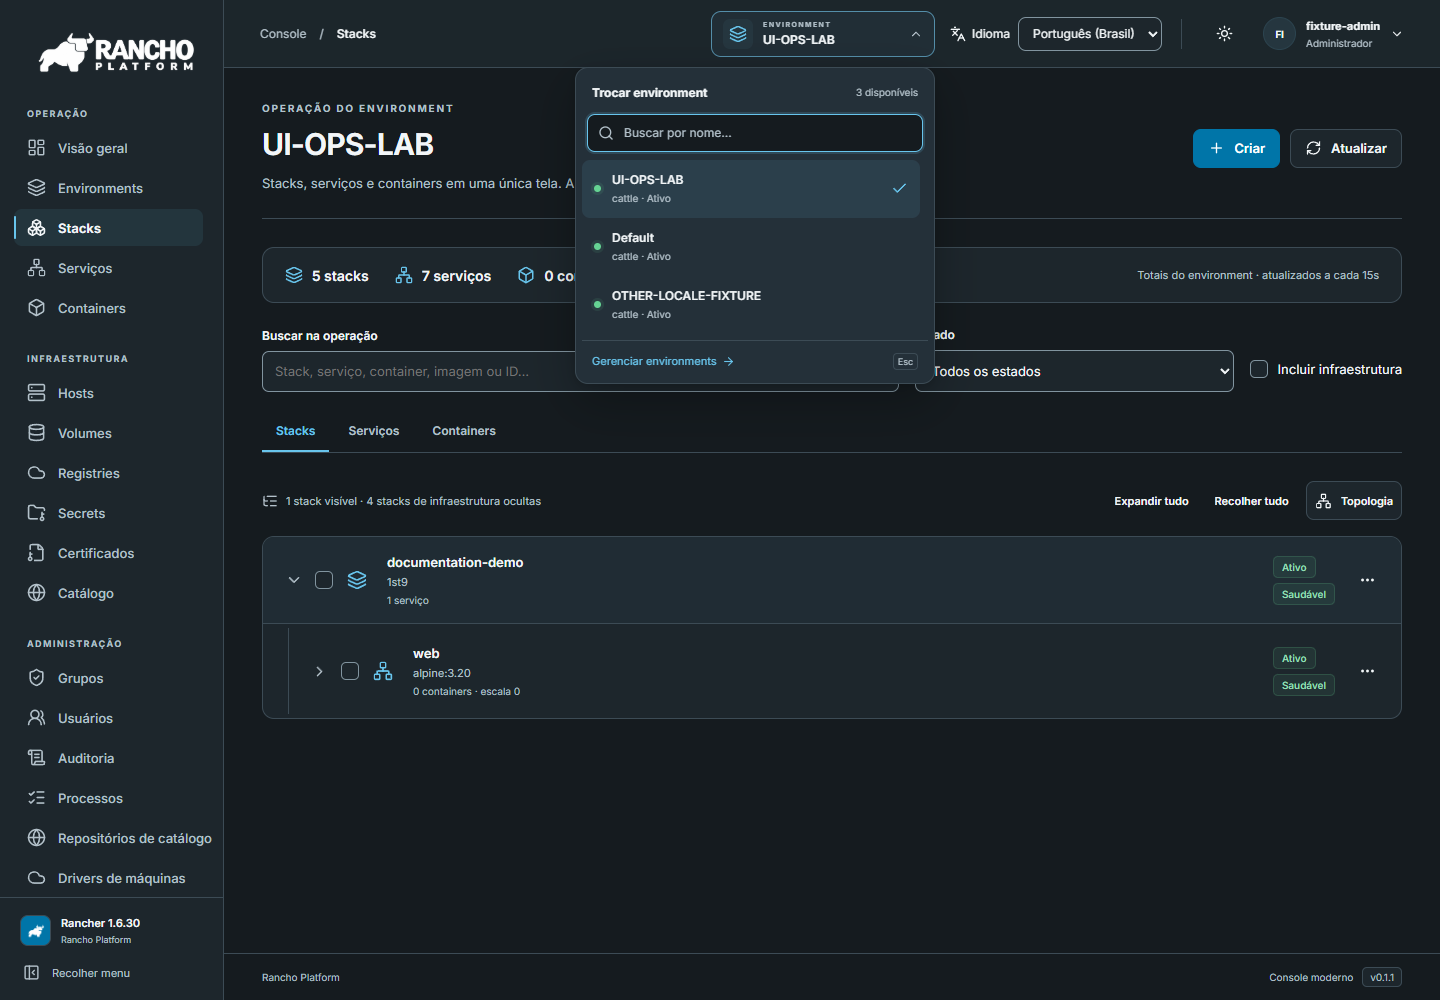 RANCHO
PLATFORM
OPERAÇÃO
Visão geral
Environments
Stacks
Serviços
Containers
INFRAESTRUTURA
Hosts
Volumes
Registries
Secrets
Certificados
Catálogo
ADMINISTRAÇÃO
Grupos
Usuários
Auditoria
Processos
Repositórios de catálogo
Drivers de máquinas
Rancher 1.6.30
Rancho Platform
Recolher menu
Console / Stacks
ENVIRONMENT
UI-OPS-LAB
Idioma
Português (Brasil)
FI
fixture-admin
Administrador
Trocar environment
3 disponíveis
Buscar por nome...
UI-OPS-LAB
cattle · Ativo
Default
cattle · Ativo
OTHER-LOCALE-FIXTURE
cattle · Ativo
Gerenciar environments →
Esc
OPERAÇÃO DO ENVIRONMENT
UI-OPS-LAB
Stacks, serviços e containers em uma única tela. A
Criar
Atualizar
5 stacks
7 serviços
0 co
Totais do environment · atualizados a cada 15s
Buscar na operação
Stack, serviço, container, imagem ou ID...
ado
Todos os estados
Incluir infraestrutura
Stacks
Serviços
Containers
1 stack visível · 4 stacks de infraestrutura ocultas
Expandir tudo
Recolher tudo
Topologia
documentation-demo
1st9
1 serviço
Ativo
Saudável
web
alpine:3.20
0 containers · escala 0
Ativo
Saudável
Rancho Platform
Console moderno
v0.1.1